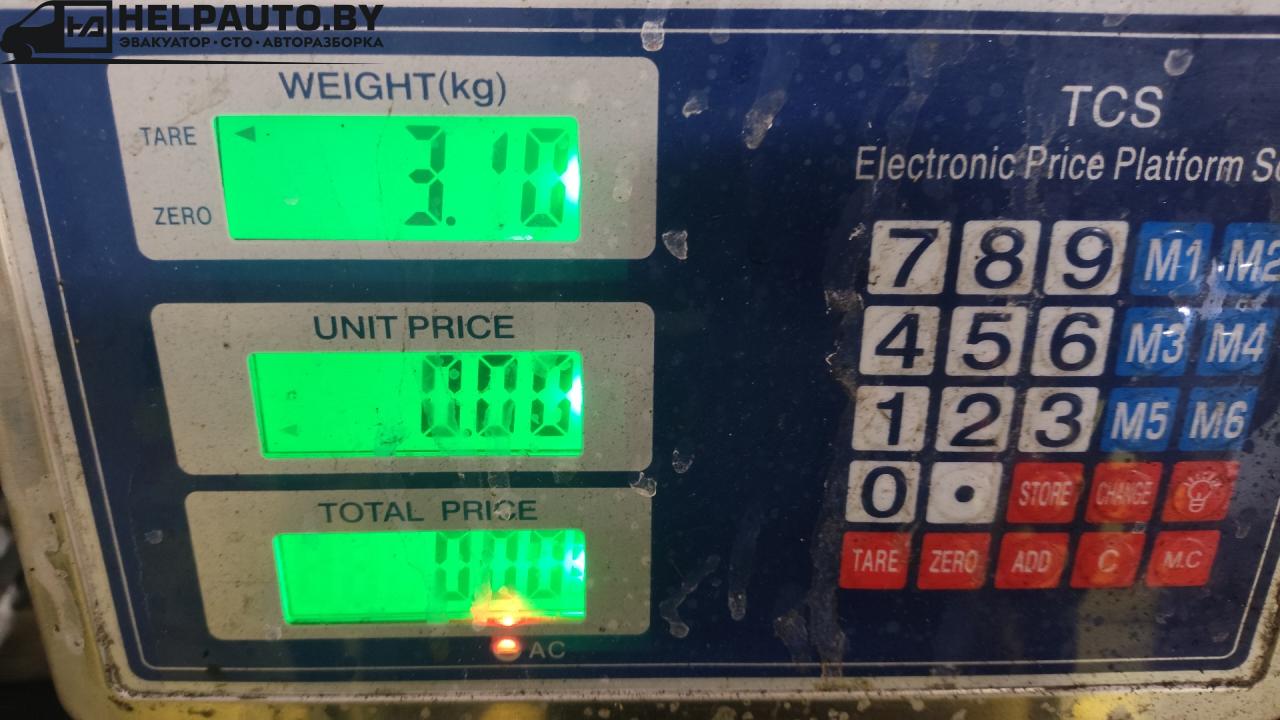 HELPAUTO.BY
ЭВАКУАТОР · СТО · АВТОРАЗБОРКА
WEIGHT(kg)
TARE
3.10
ZERO
UNIT PRICE
0.00
TOTAL PRICE
0.00
AC
TCS
Electronic Price Platform
7 8 9 M1 M2
4 5 6 M3 M4
1 2 3 M5 M6
0 . STORE CHANGE
TARE ZERO ADD C M.C